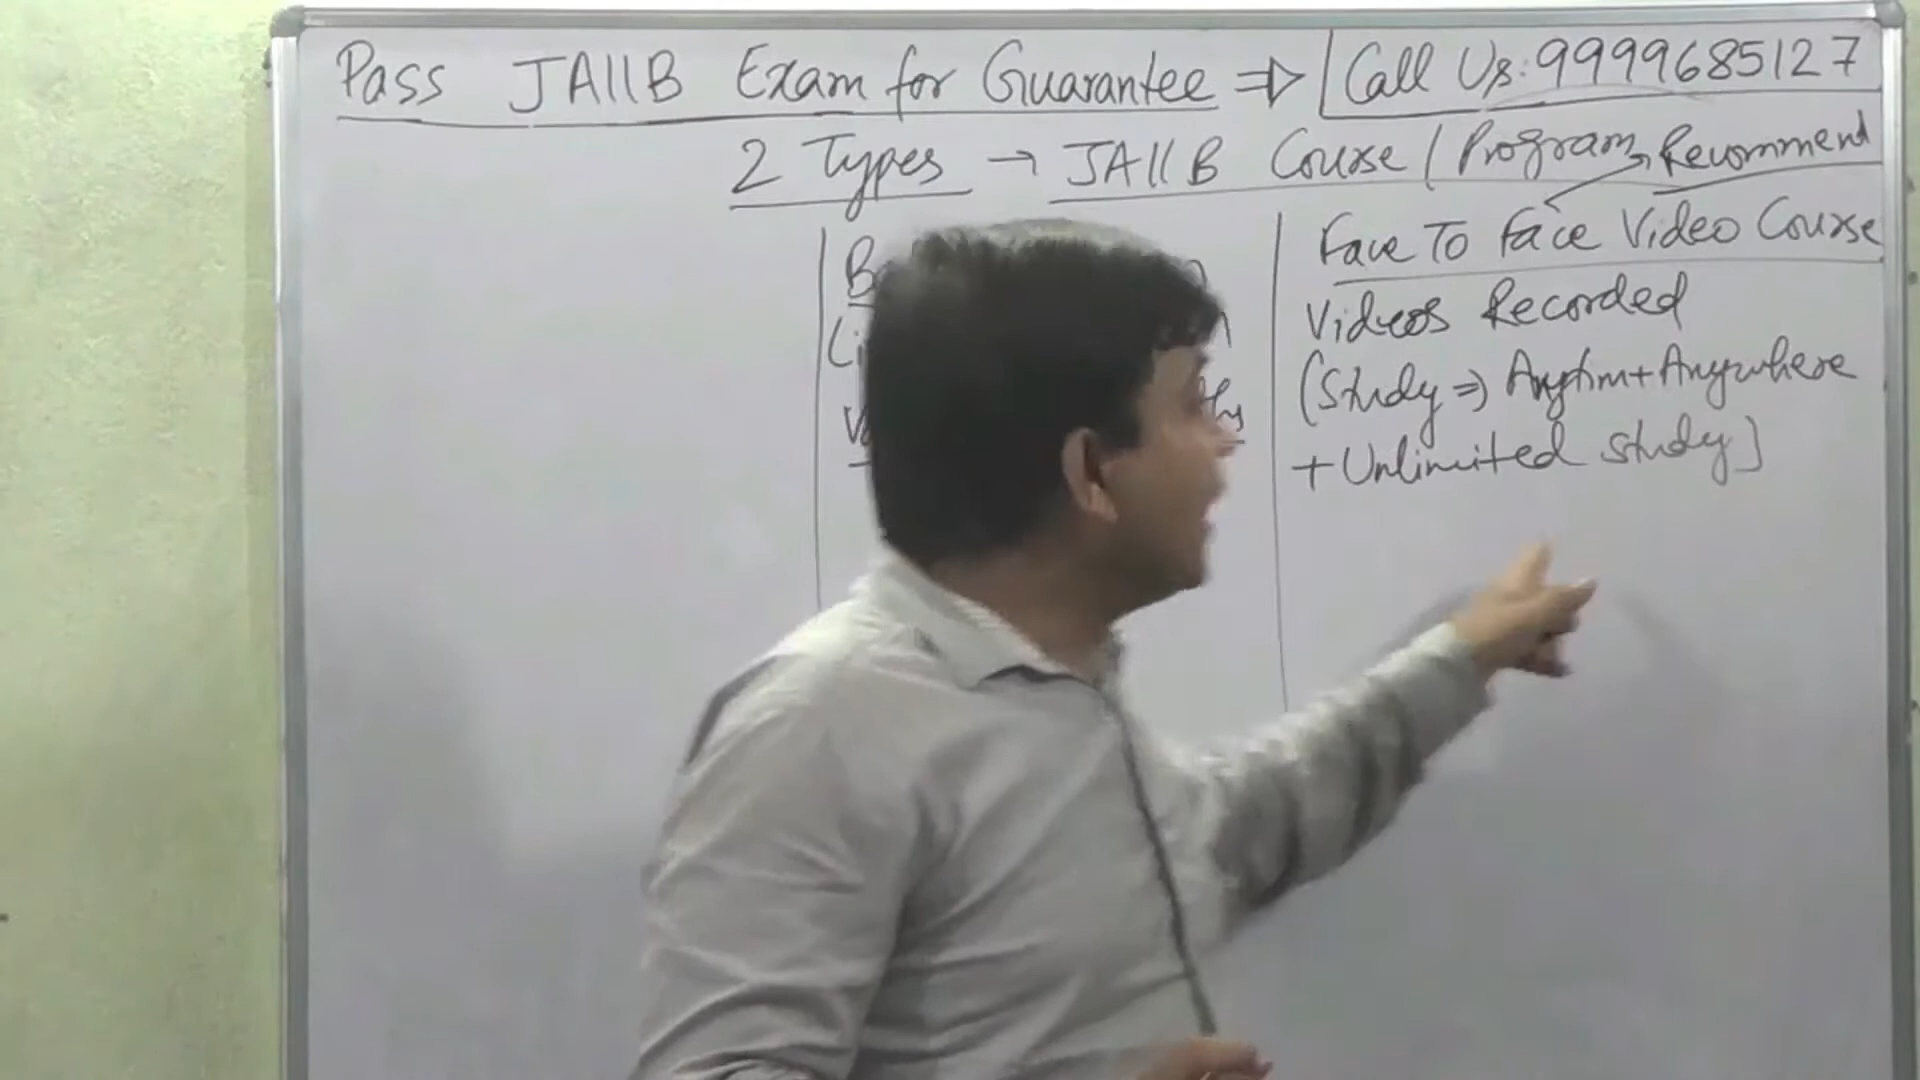 Pass JAIIB Exam for Guarantee ⇒ Call Us: 9999685127
2 Types → JAIIB Course / Program, Recommend
Face To Face Video Course
Videos Recorded
(Study ⇒ Anytim + Anywhere
+ Unlimited study]